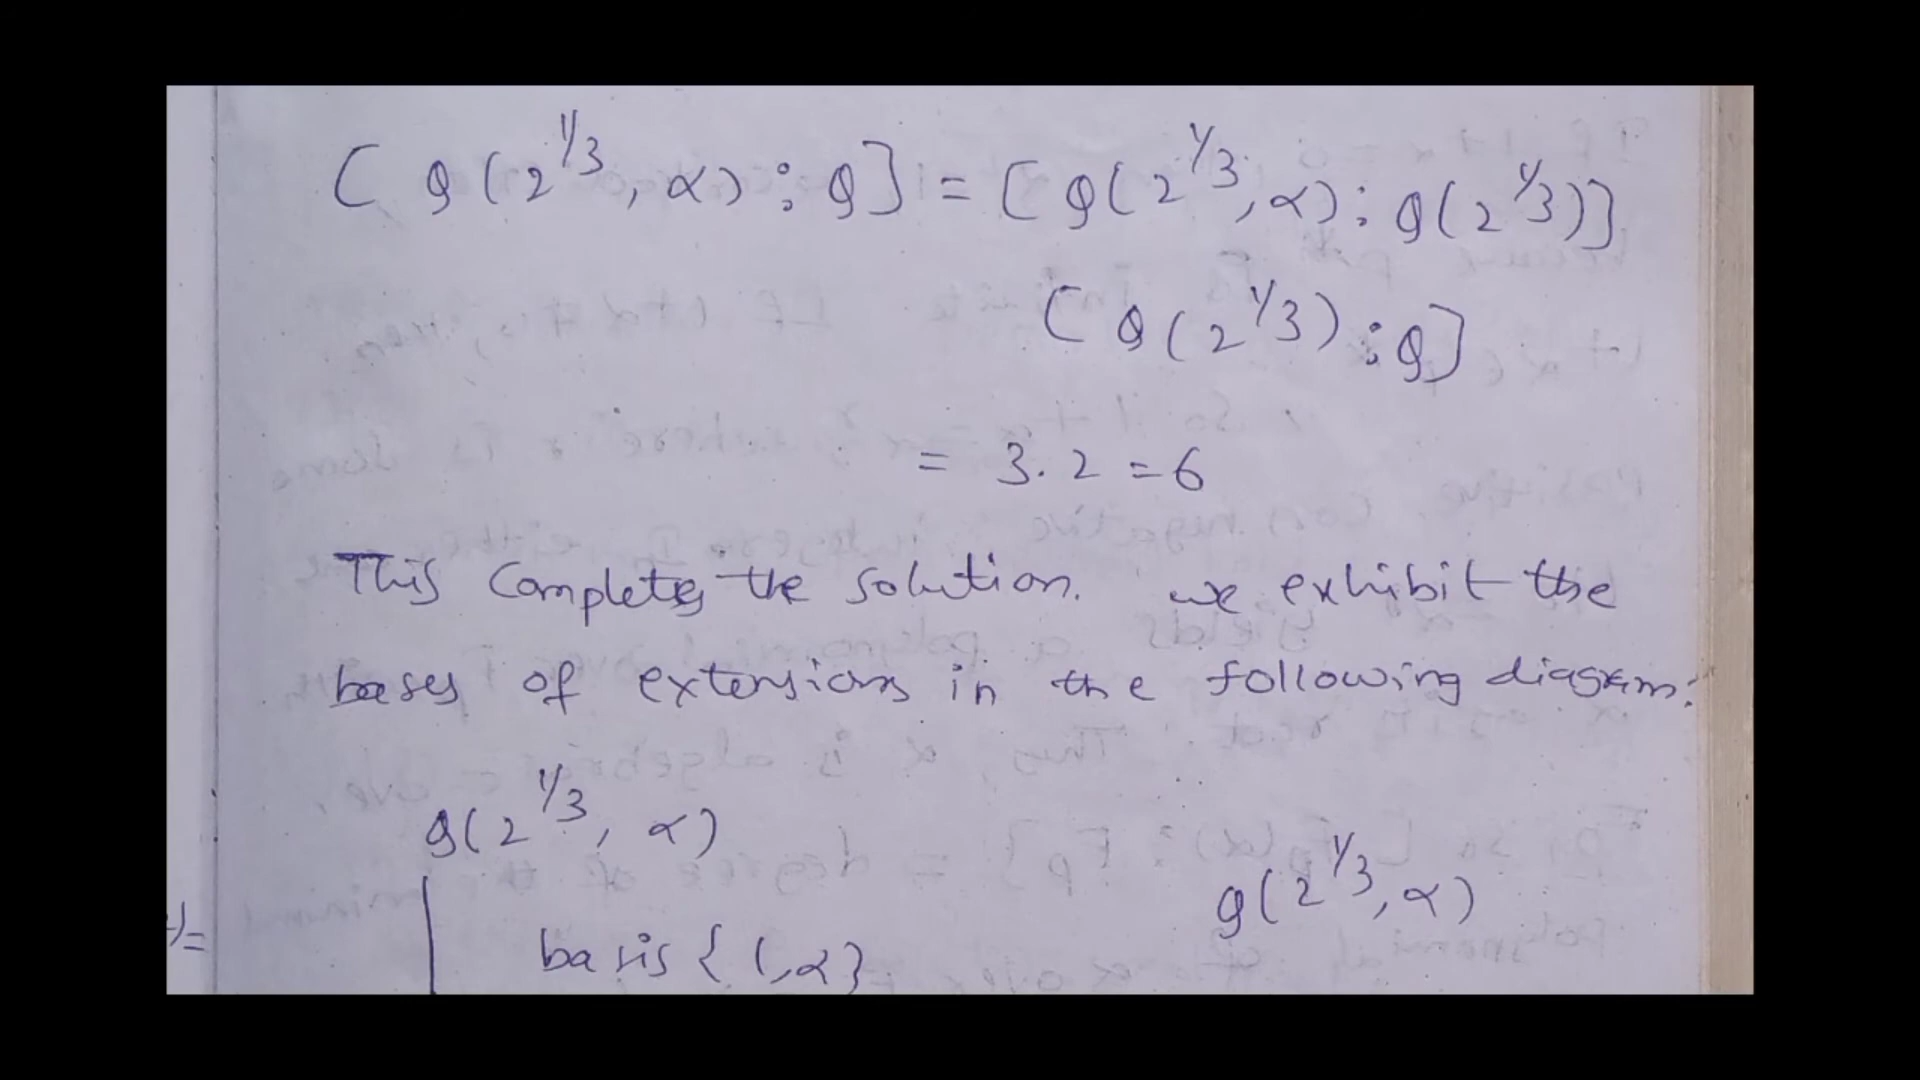 [ Q(2^{1/3}, α) : Q] = [ Q(2^{1/3}, α) : Q(2^{1/3})]
[ Q(2^{1/3}) : Q]
= 3.2 = 6
This completes the solution. we exhibit the
bases of extensions in the following diagram:
Q(2^{1/3}, α)
Q(2^{1/3}, α)
basis { 1, α}